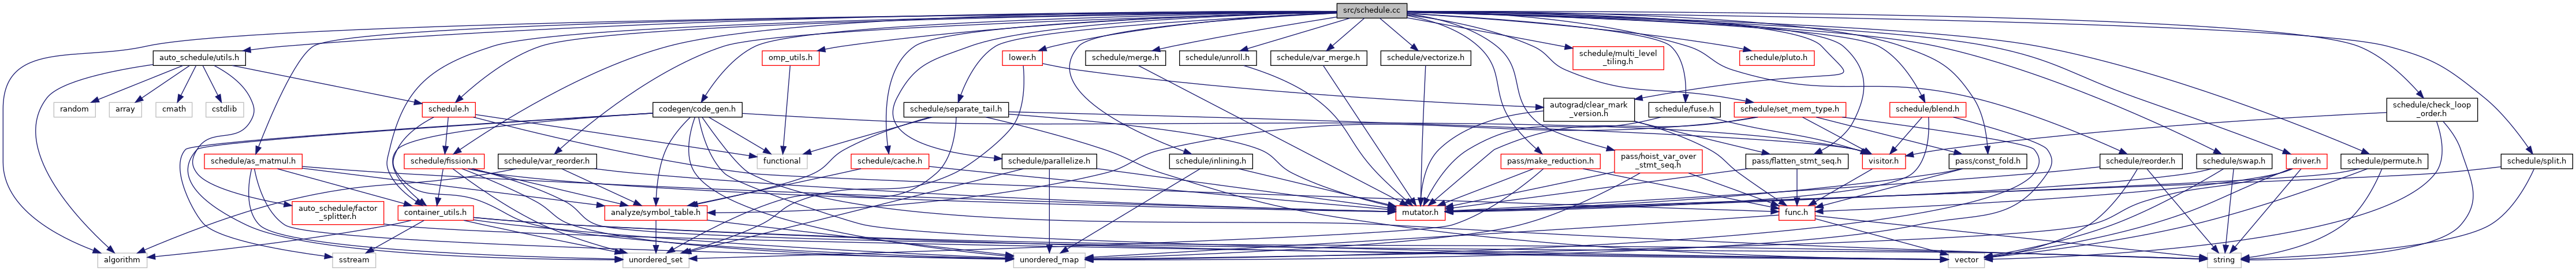 src/schedule.cc
auto_schedule/utils.h
omp_utils.h
lower.h
schedule/merge.h
schedule/unroll.h
schedule/var_merge.h
schedule/vectorize.h
schedule/multi_level
_tiling.h
schedule/pluto.h
random
array
cmath
cstdlib
schedule.h
codegen/code_gen.h
schedule/separate_tail.h
autograd/clear_mark
_version.h
schedule/fuse.h
schedule/set_mem_type.h
schedule/blend.h
schedule/check_loop
_order.h
schedule/as_matmul.h
schedule/fission.h
schedule/var_reorder.h
functional
schedule/cache.h
schedule/parallelize.h
schedule/inlining.h
pass/make_reduction.h
pass/hoist_var_over
_stmt_seq.h
pass/flatten_stmt_seq.h
visitor.h
pass/const_fold.h
schedule/reorder.h
schedule/swap.h
driver.h
schedule/permute.h
schedule/split.h
auto_schedule/factor
_splitter.h
container_utils.h
analyze/symbol_table.h
mutator.h
func.h
algorithm
sstream
unordered_set
unordered_map
vector
string